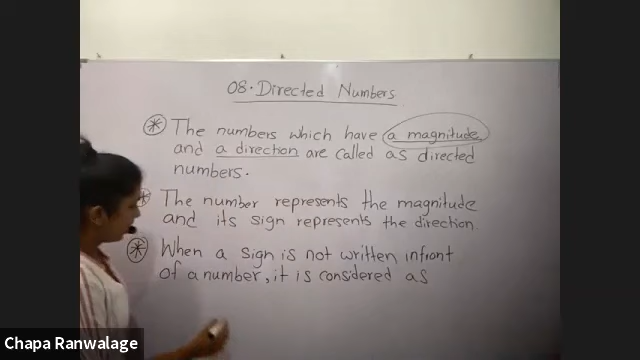 08. Directed Numbers
The numbers which have a magnitude
and a direction are called as directed
numbers.
The number represents the magnitude
and its sign represents the direction.
When a sign is not written infront
of a number, it is considered as
Chapa Ranwalage